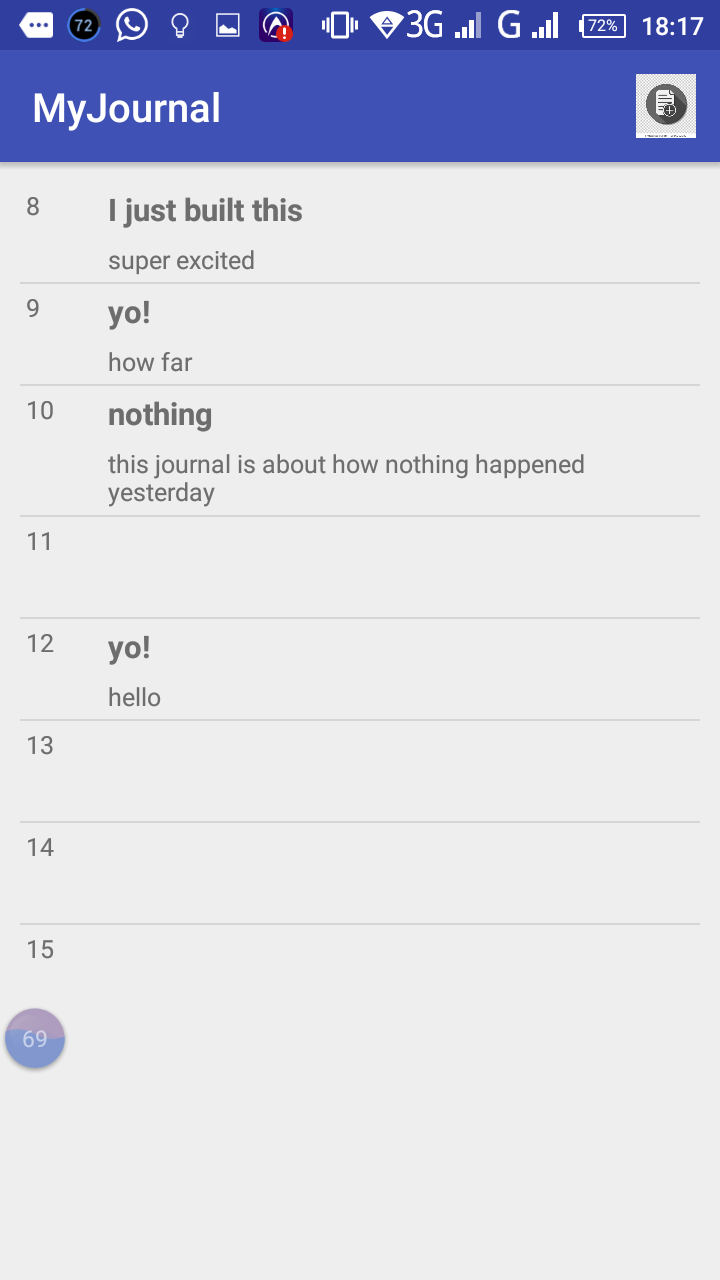 72
3G
G
72%
18:17
MyJournal
8
I just built this
super excited
9
yo!
how far
10
nothing
this journal is about how nothing happened
yesterday
11
12
yo!
hello
13
14
15
69